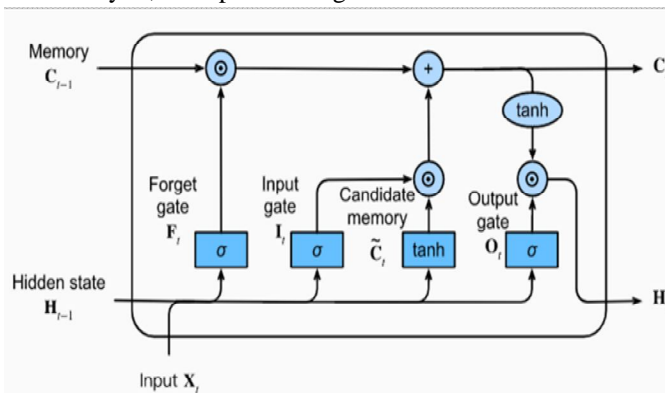 Memory
C_{t-1}
C
tanh
Forget
gate
F_t
Input
gate
I_t
Candidate
memory
C̃_t
Output
gate
O_t
σ
σ
tanh
σ
Hidden state
H_{t-1}
H
Input X_t